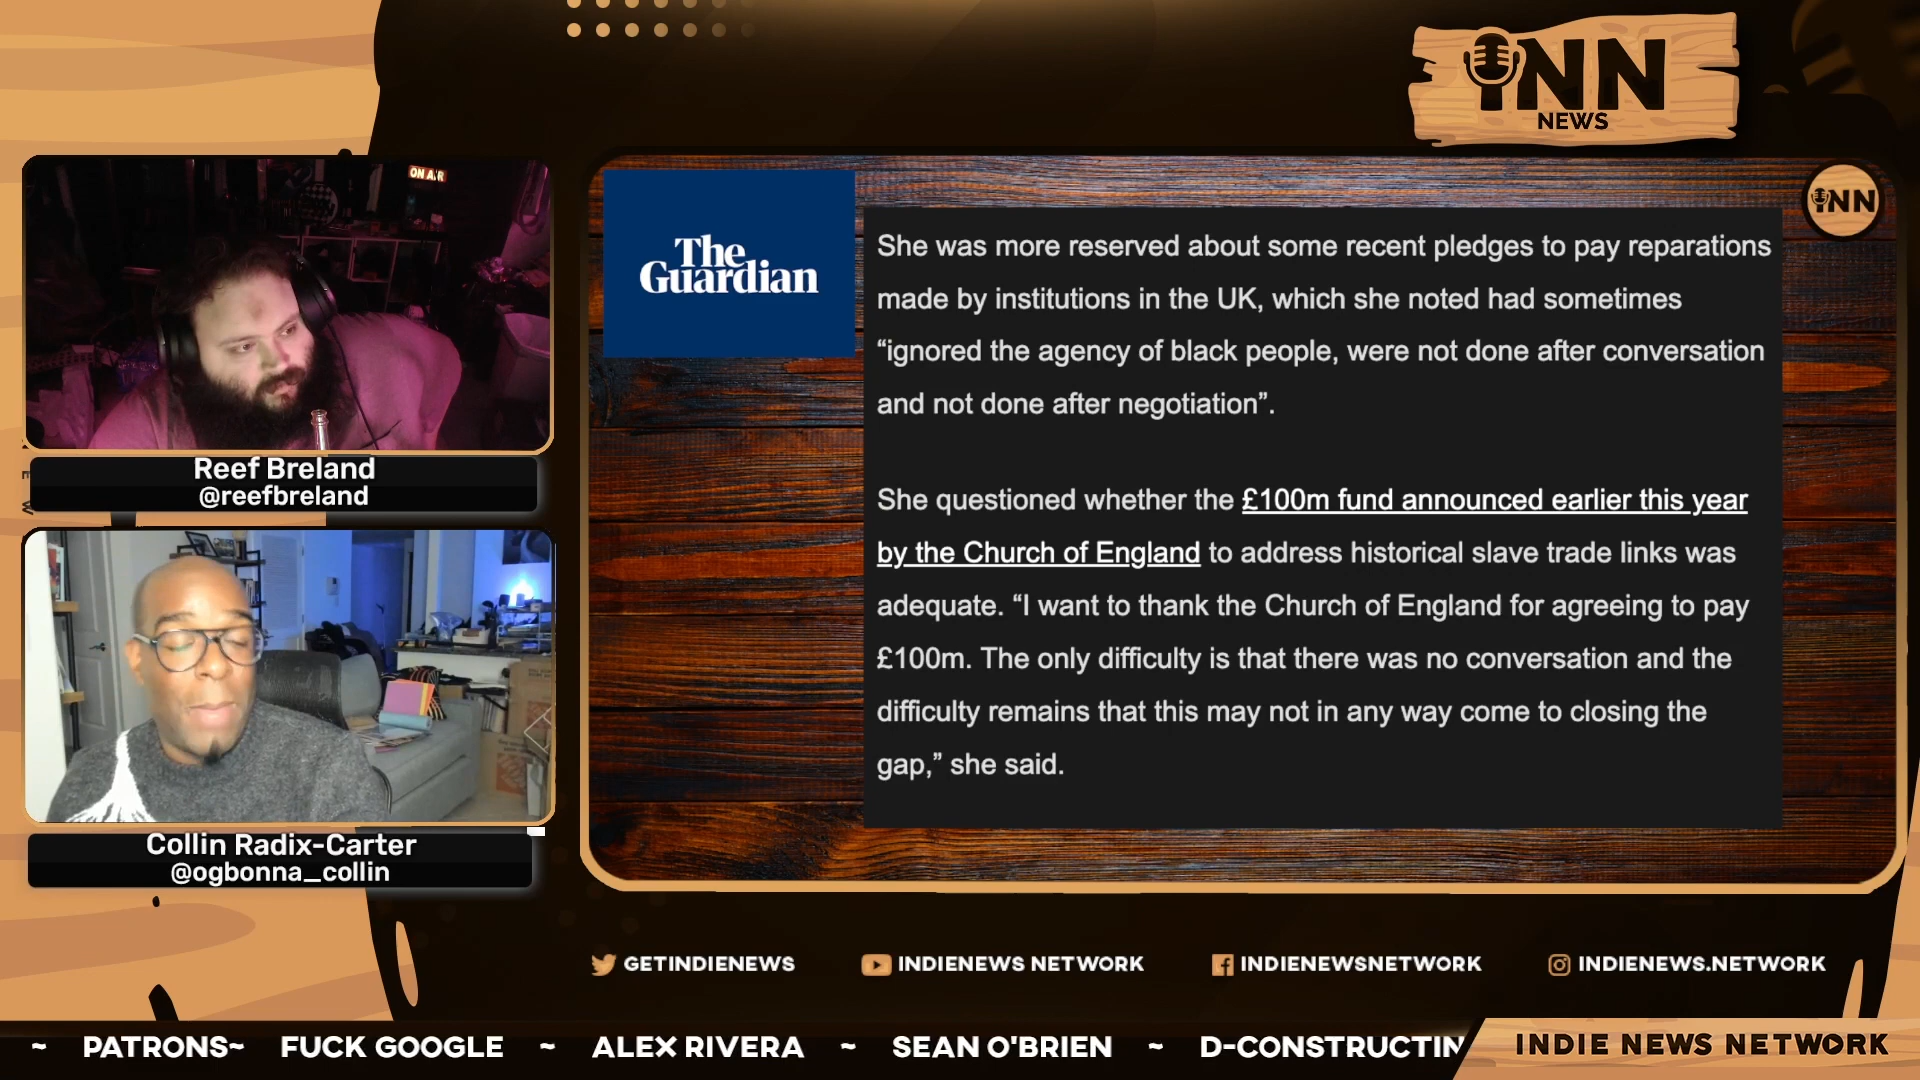 iNN
NEWS
ON AIR
iNN
The
Guardian
She was more reserved about some recent pledges to pay reparations
made by institutions in the UK, which she noted had sometimes
“ignored the agency of black people, were not done after conversation
and not done after negotiation”.
She questioned whether the £100m fund announced earlier this year
by the Church of England to address historical slave trade links was
adequate. “I want to thank the Church of England for agreeing to pay
£100m. The only difficulty is that there was no conversation and the
difficulty remains that this may not in any way come to closing the
gap,” she said.
Reef Breland
@reefbreland
Collin Radix-Carter
@ogbonna_collin
GETINDIENEWS
INDIENEWS NETWORK
INDIENEWSNETWORK
INDIENEWS.NETWORK
~ PATRONS~ FUCK GOOGLE ~ ALEX RIVERA ~ SEAN O'BRIEN ~ D-CONSTRUCTIN
INDIE NEWS NETWORK